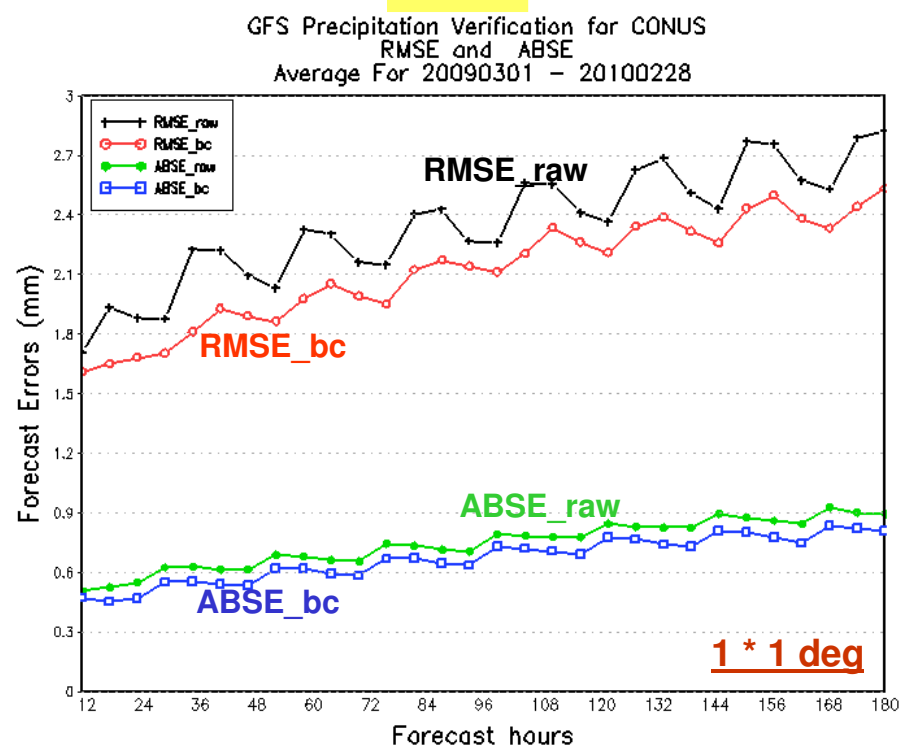 GFS Precipitation Verification for CONUS
RMSE and ABSE
Average For 20090301 - 20100228
RMSE_raw
RMSE_bc
ABSE_raw
ABSE_bc
RMSE_raw
RMSE_bc
ABSE_raw
ABSE_bc
1 * 1 deg
Forecast Errors (mm)
3
2.7
2.4
2.1
1.8
1.5
1.2
0.9
0.6
0.3
0
12 24 36 48 60 72 84 96 108 120 132 144 156 168 180
Forecast hours